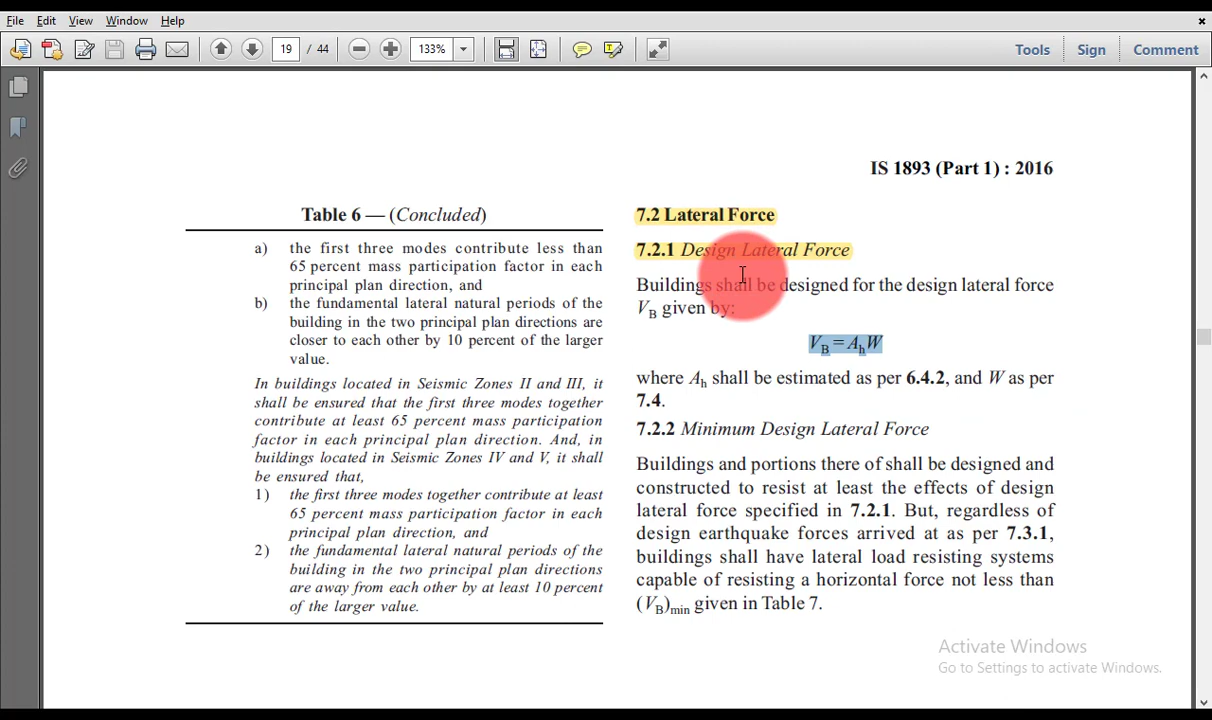 File Edit View Window Help ×
19 / 44 133% Tools Sign Comment
IS 1893 (Part 1) : 2016
Table 6 — (Concluded)
a) the first three modes contribute less than
65 percent mass participation factor in each
principal plan direction, and
b) the fundamental lateral natural periods of the
building in the two principal plan directions are
closer to each other by 10 percent of the larger
value.
In buildings located in Seismic Zones II and III, it
shall be ensured that the first three modes together
contribute at least 65 percent mass participation
factor in each principal plan direction. And, in
buildings located in Seismic Zones IV and V, it shall
be ensured that,
1) the first three modes together contribute at least
65 percent mass participation factor in each
principal plan direction, and
2) the fundamental lateral natural periods of the
building in the two principal plan directions
are away from each other by at least 10 percent
of the larger value.
7.2 Lateral Force
7.2.1 Design Lateral Force
Buildings shall be designed for the design lateral force
VB given by:
VB = AhW
where Ah shall be estimated as per 6.4.2, and W as per
7.4.
7.2.2 Minimum Design Lateral Force
Buildings and portions there of shall be designed and
constructed to resist at least the effects of design
lateral force specified in 7.2.1. But, regardless of
design earthquake forces arrived at as per 7.3.1,
buildings shall have lateral load resisting systems
capable of resisting a horizontal force not less than
(VB)min given in Table 7.
Activate Windows
Go to Settings to activate Windows.